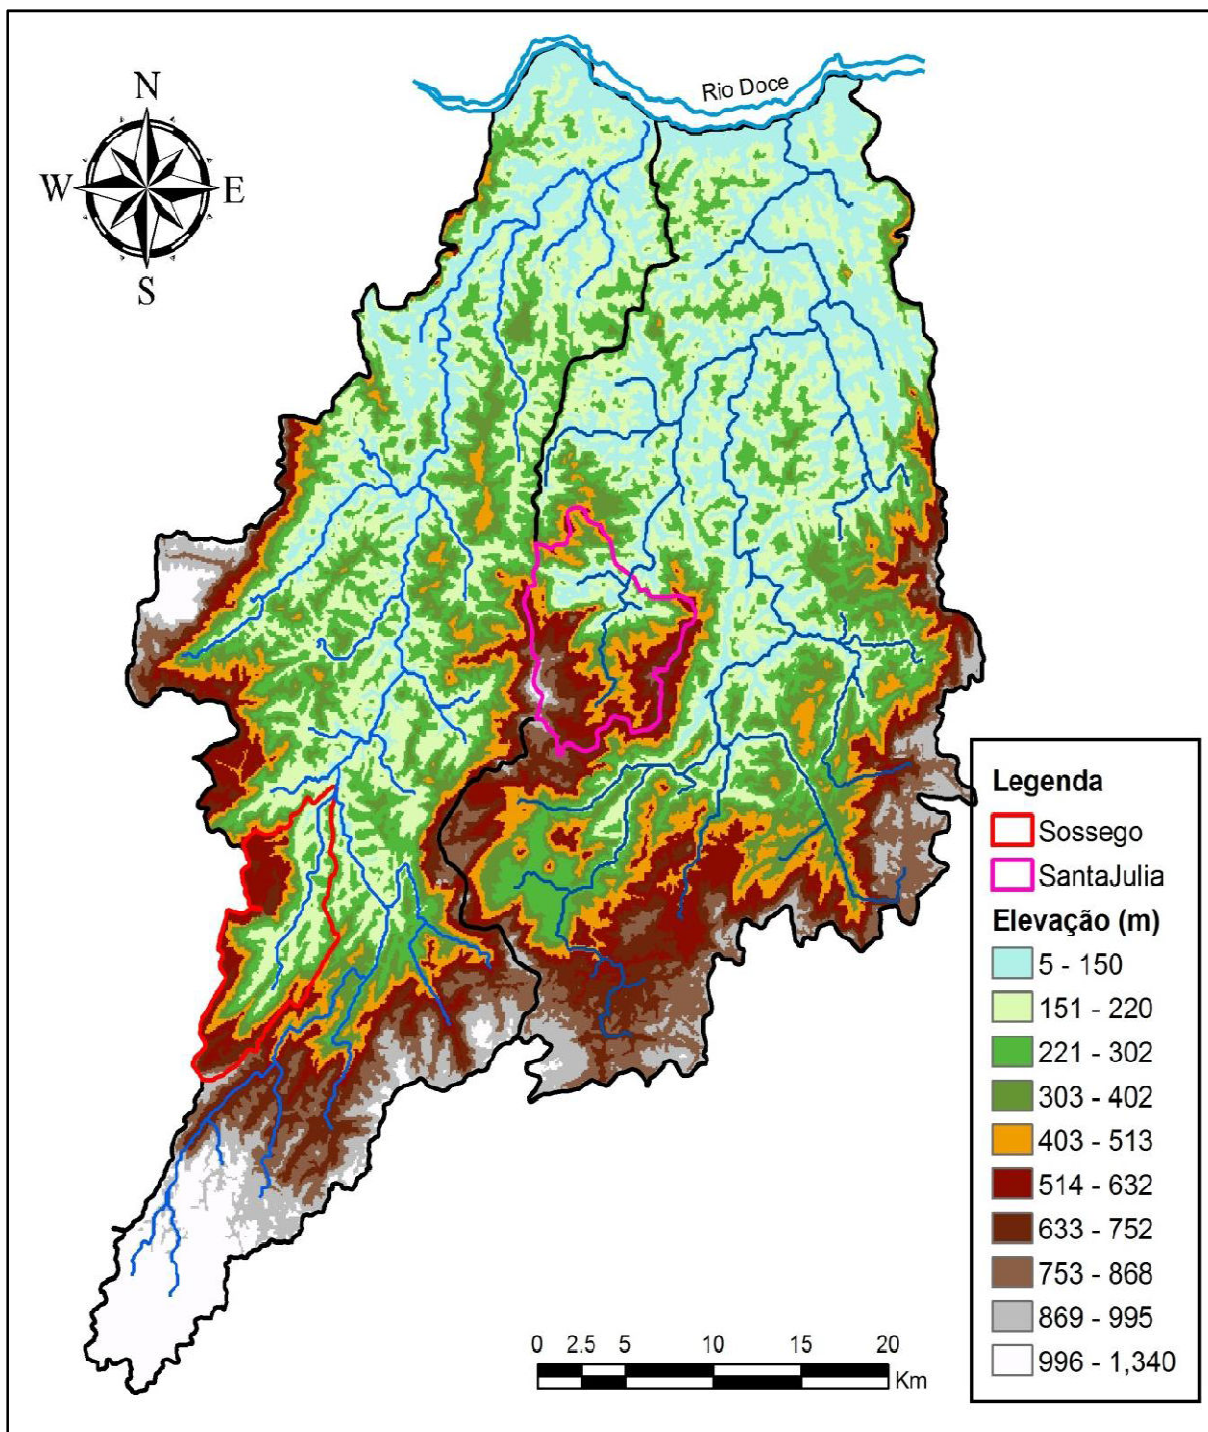 Rio Doce
N
W E
S
Legenda
Sossego
SantaJulia
Elevação (m)
5 - 150
151 - 220
221 - 302
303 - 402
403 - 513
514 - 632
633 - 752
753 - 868
869 - 995
996 - 1,340
0 2.5 5 10 15 20
Km